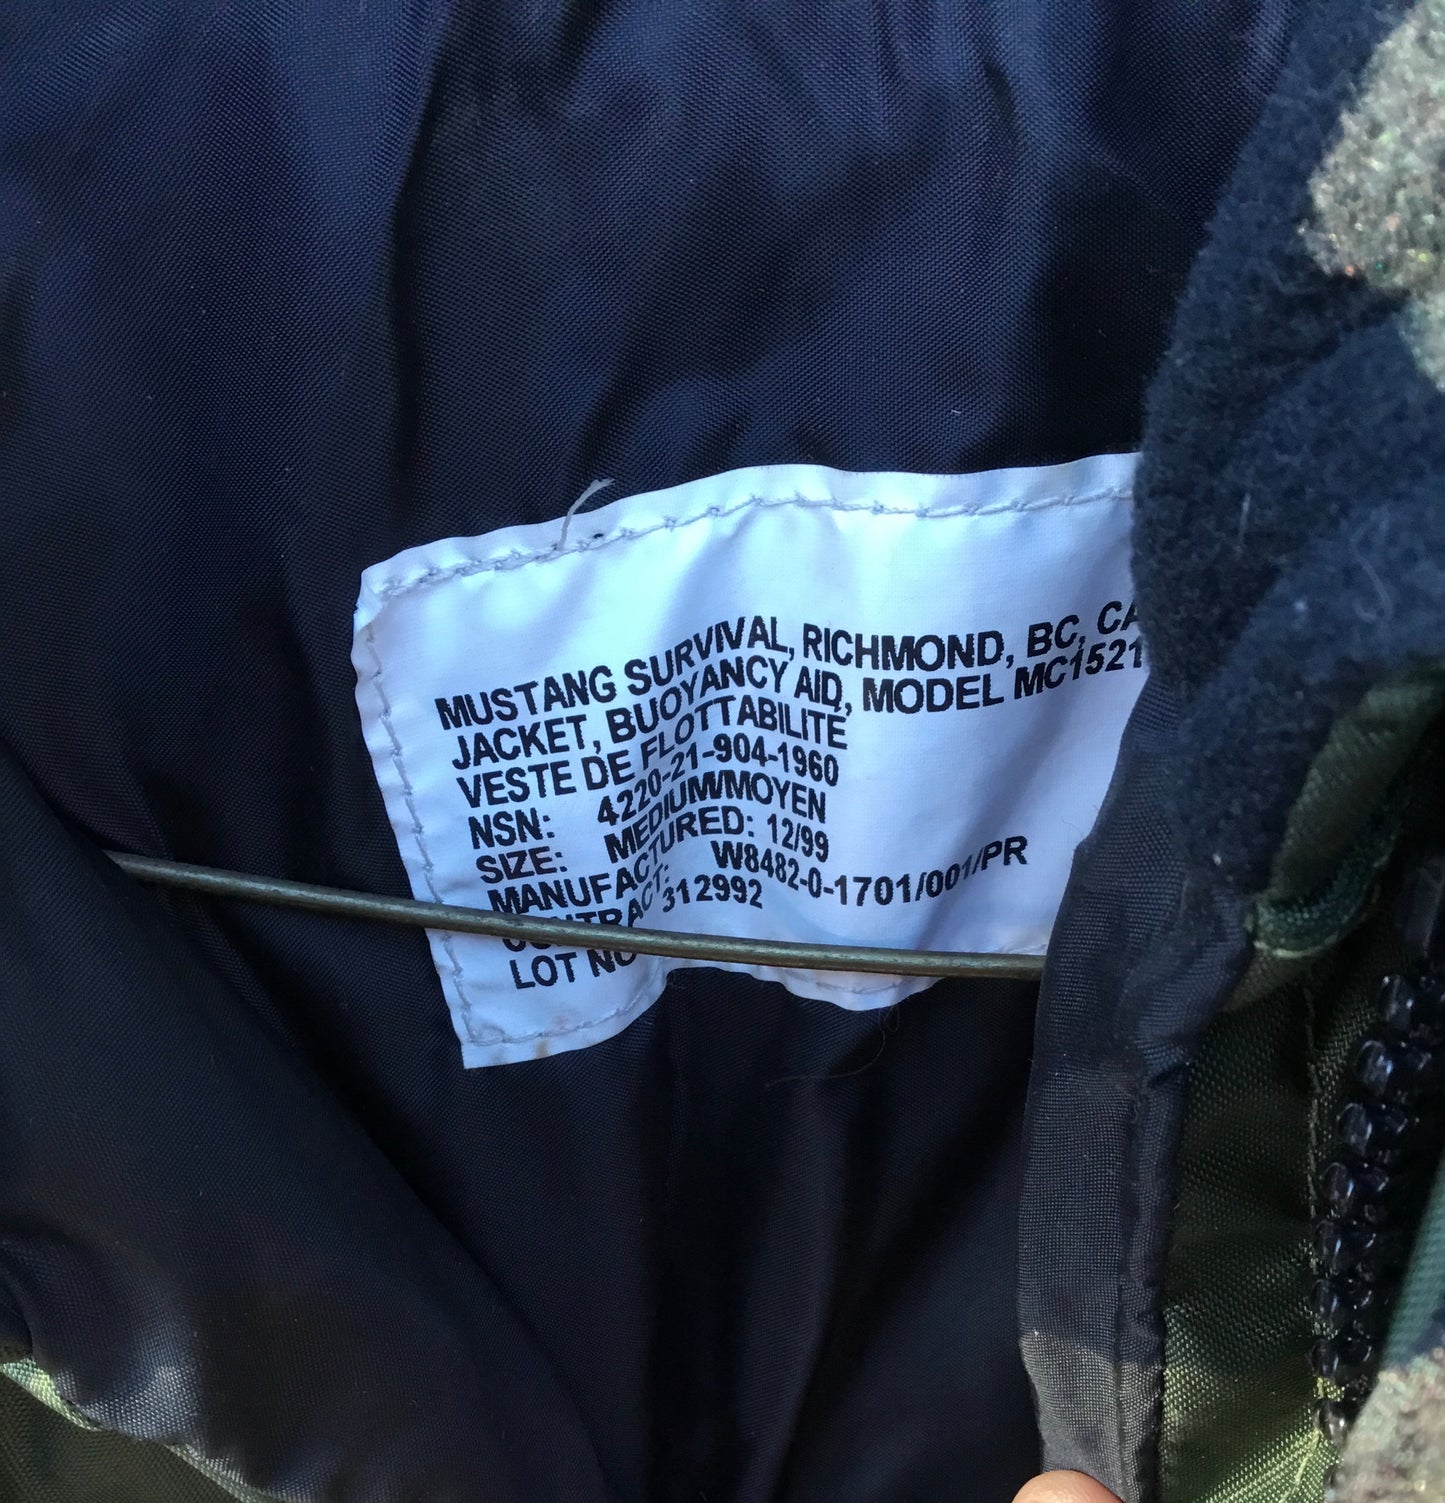 MUSTANG SURVIVAL, RICHMOND, BC, CA
JACKET, BUOYANCY AID, MODEL MC1521
VESTE DE FLOTTABILITE
NSN: 4220-21-904-1960
SIZE: MEDIUM/MOYEN
MANUFACTURED: 12/99
CONTRACT: W8482-0-1701/001/PR
LOT NO 312992